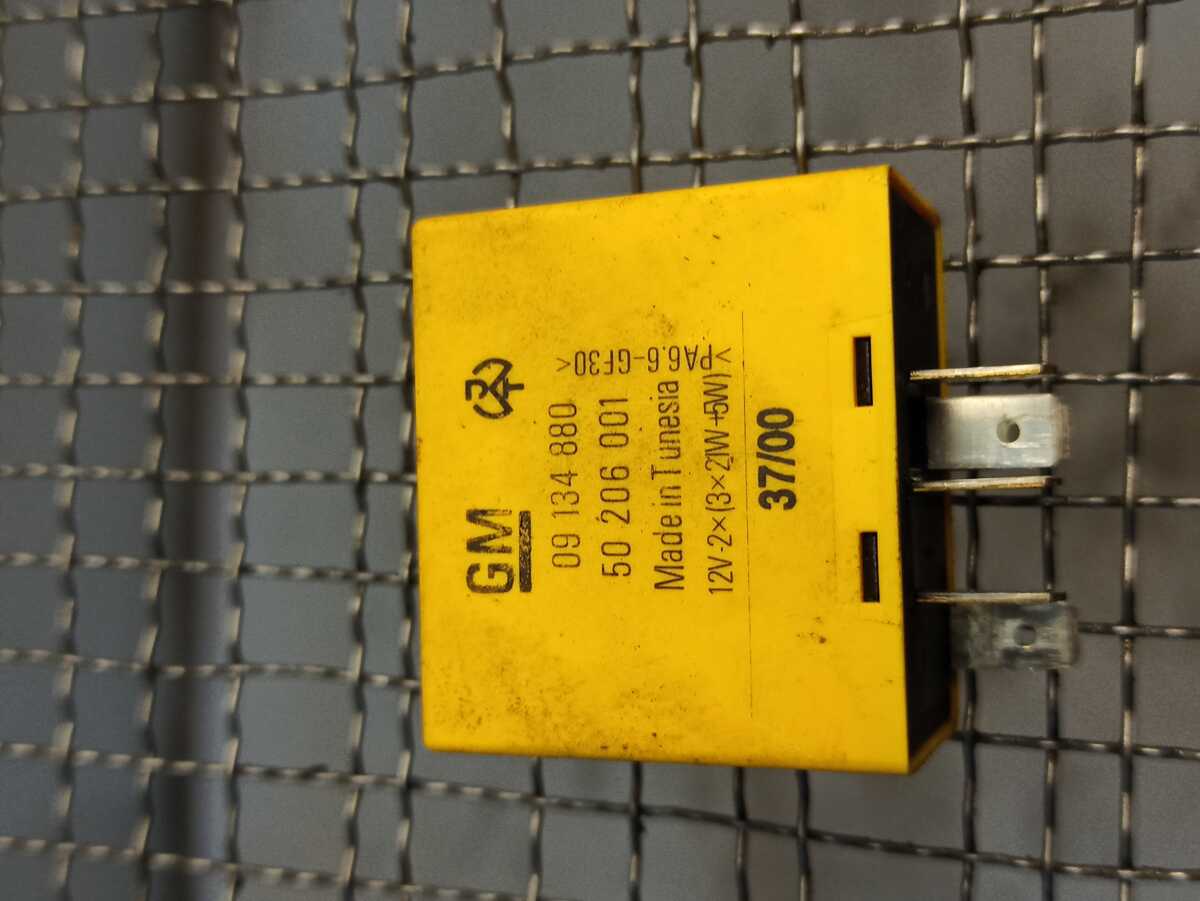 GM
09 134 880
50 206 001
>PA6.6-GF30<
Made in Tunesia
12V-2×(3×21W+5W)
37/00